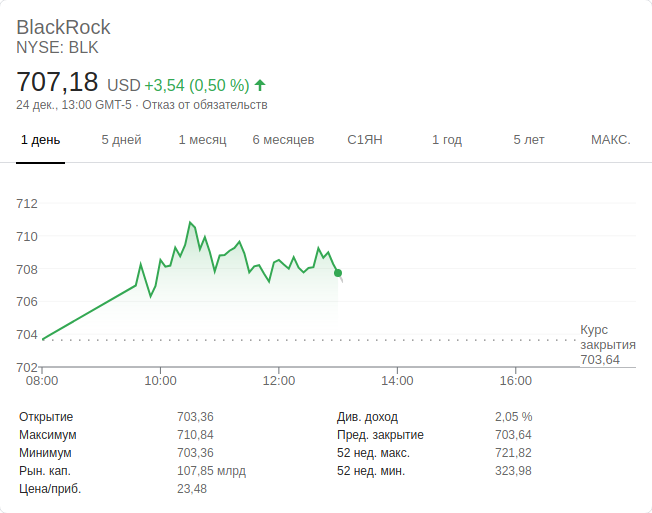 BlackRock
NYSE: BLK
707,18 USD +3,54 (0,50 %)
24 дек., 13:00 GMT-5 · Отказ от обязательств
1 день 5 дней 1 месяц 6 месяцев С1ЯН 1 год 5 лет МАКС.
712
710
708
706
704
702
Курс
закрытия
703,64
08:00 10:00 12:00 14:00 16:00
Открытие 703,36 Див. доход 2,05 %
Максимум 710,84 Пред. закрытие 703,64
Минимум 703,36 52 нед. макс. 721,82
Рын. кап. 107,85 млрд 52 нед. мин. 323,98
Цена/приб. 23,48